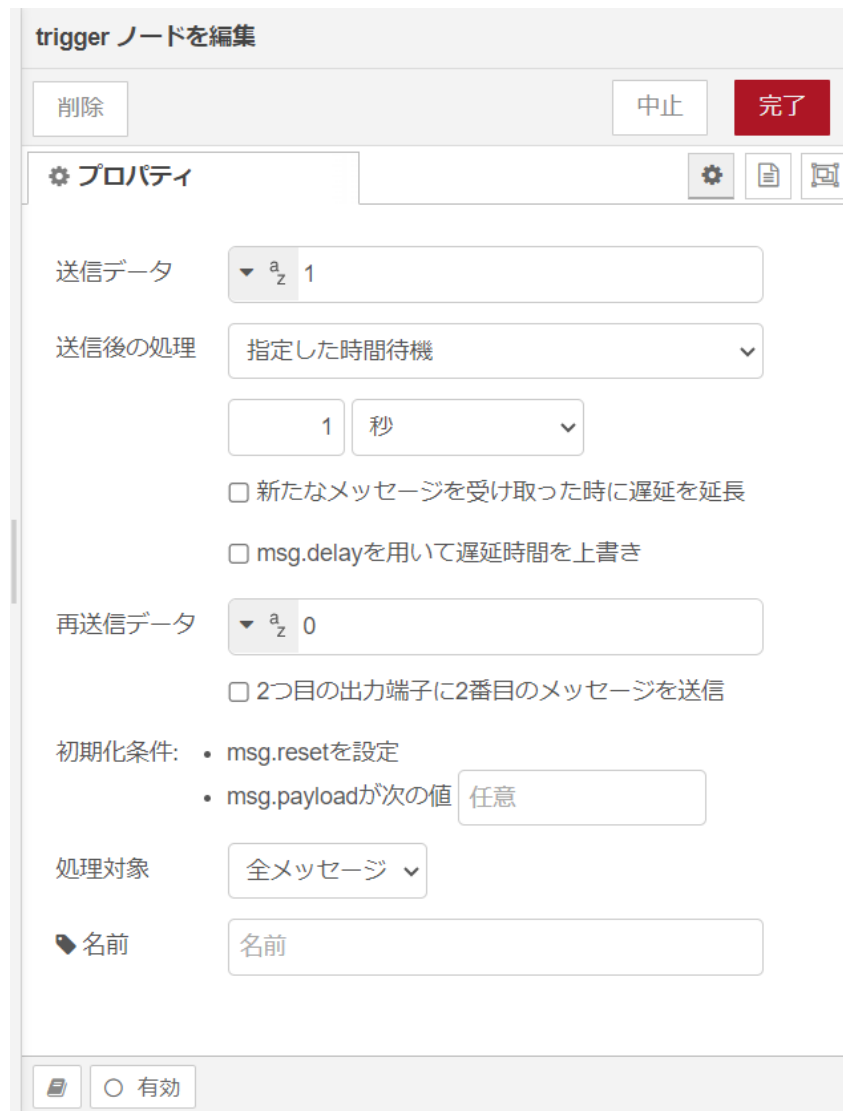 trigger ノードを編集
削除
中止
完了
プロパティ
送信データ
az 1
送信後の処理
指定した時間待機
1
秒
新たなメッセージを受け取った時に遅延を延長
msg.delayを用いて遅延時間を上書き
再送信データ
az 0
2つ目の出力端子に2番目のメッセージを送信
初期化条件:
• msg.resetを設定
• msg.payloadが次の値 任意
処理対象
全メッセージ
名前
名前
有効